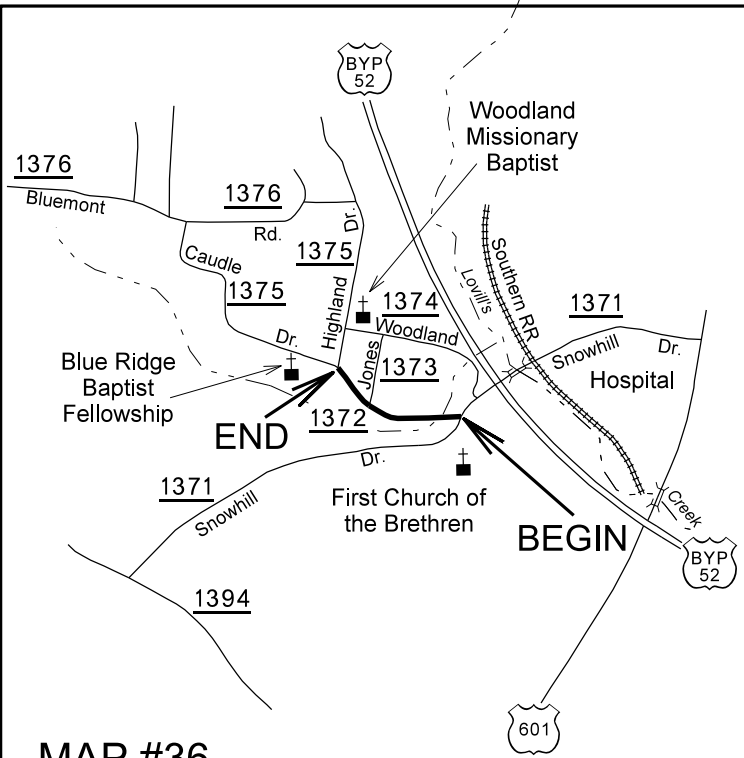 BYP
52
Woodland
Missionary
Baptist
1376
Bluemont
1376
Rd.
Dr.
Caudle
1375
1375
Highland
1374
Woodland
Lovill's
Southern RR
1371
Snowhill
Dr.
Hospital
Dr.
Jones
1373
Blue Ridge
Baptist
Fellowship
END
1372
Dr.
1371
Snowhill
First Church of
the Brethren
BEGIN
Creek
BYP
52
1394
601
MAP #36